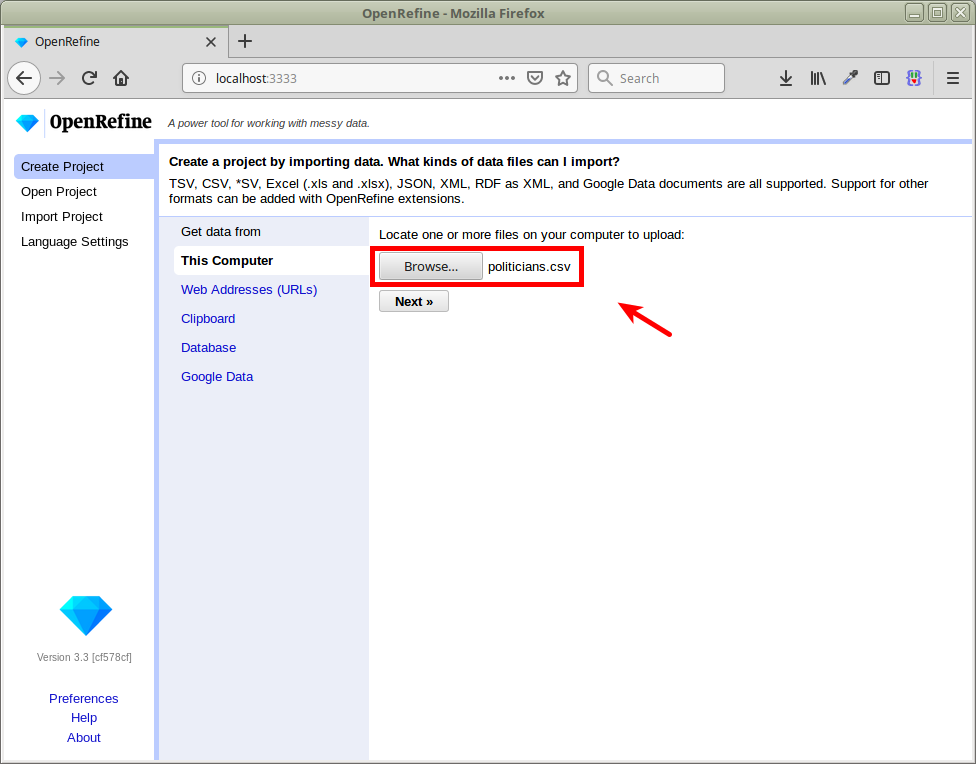 OpenRefine - Mozilla Firefox
OpenRefine
localhost:3333
Search
OpenRefine
A power tool for working with messy data.
Create Project
Open Project
Import Project
Language Settings
Create a project by importing data. What kinds of data files can I import?
TSV, CSV, *SV, Excel (.xls and .xlsx), JSON, XML, RDF as XML, and Google Data documents are all supported. Support for other
formats can be added with OpenRefine extensions.
Get data from
This Computer
Web Addresses (URLs)
Clipboard
Database
Google Data
Locate one or more files on your computer to upload:
Browse... politicians.csv
Next »
Version 3.3 [cf578cf]
Preferences
Help
About